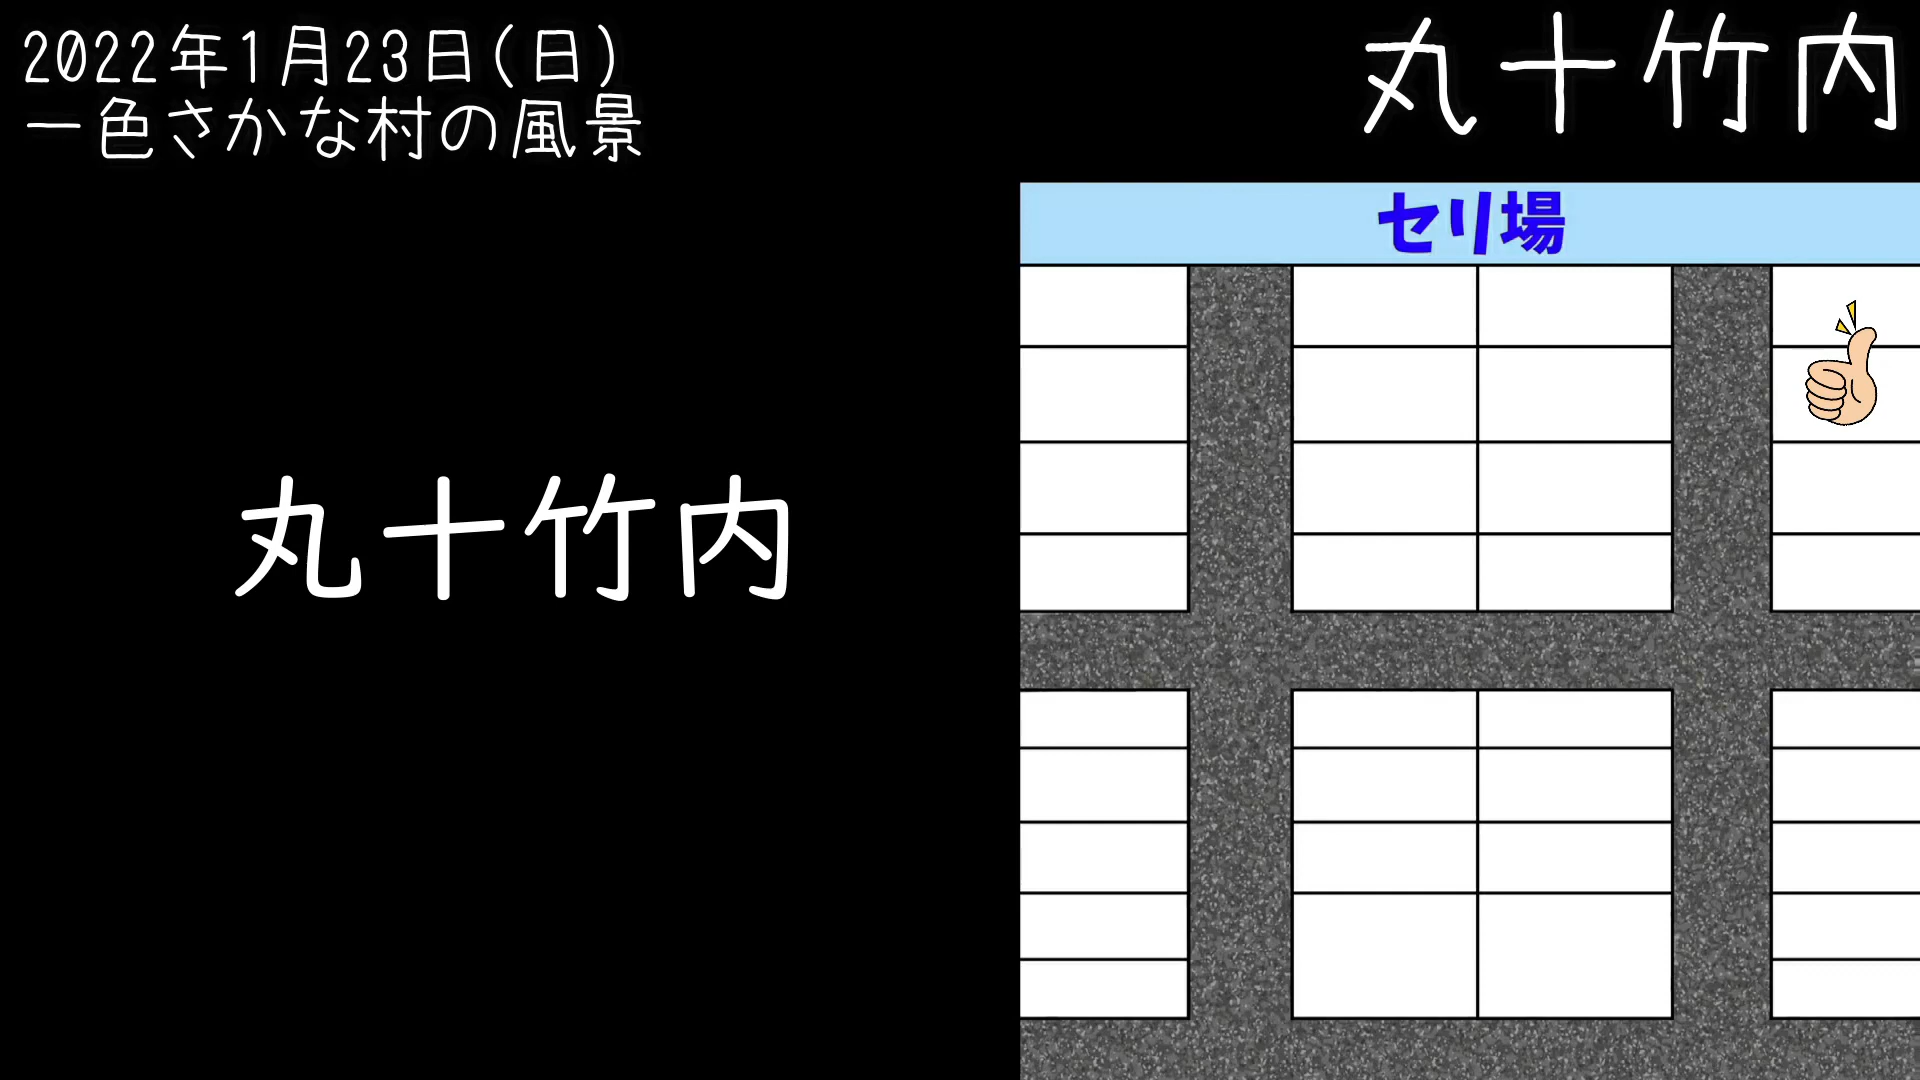 2022年1月23日(日)
一色さかな村の風景
丸十竹内
セリ場
丸十竹内